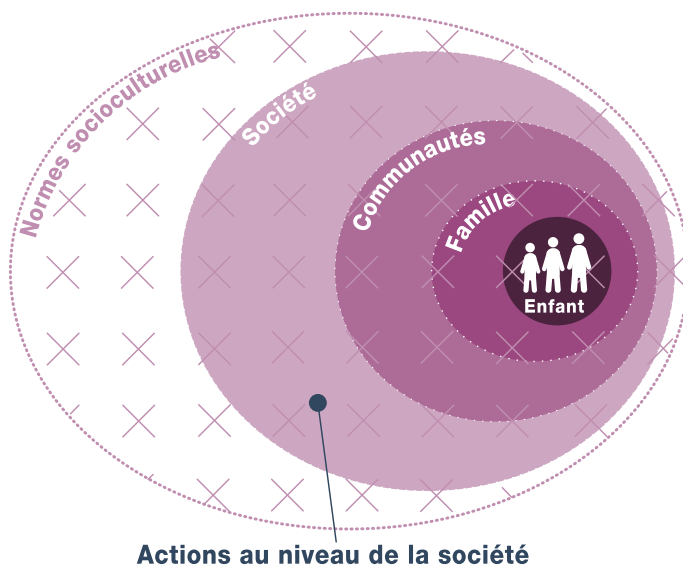 Normes socioculturelles
Société
Communautés
Famille
Enfant
Actions au niveau de la société